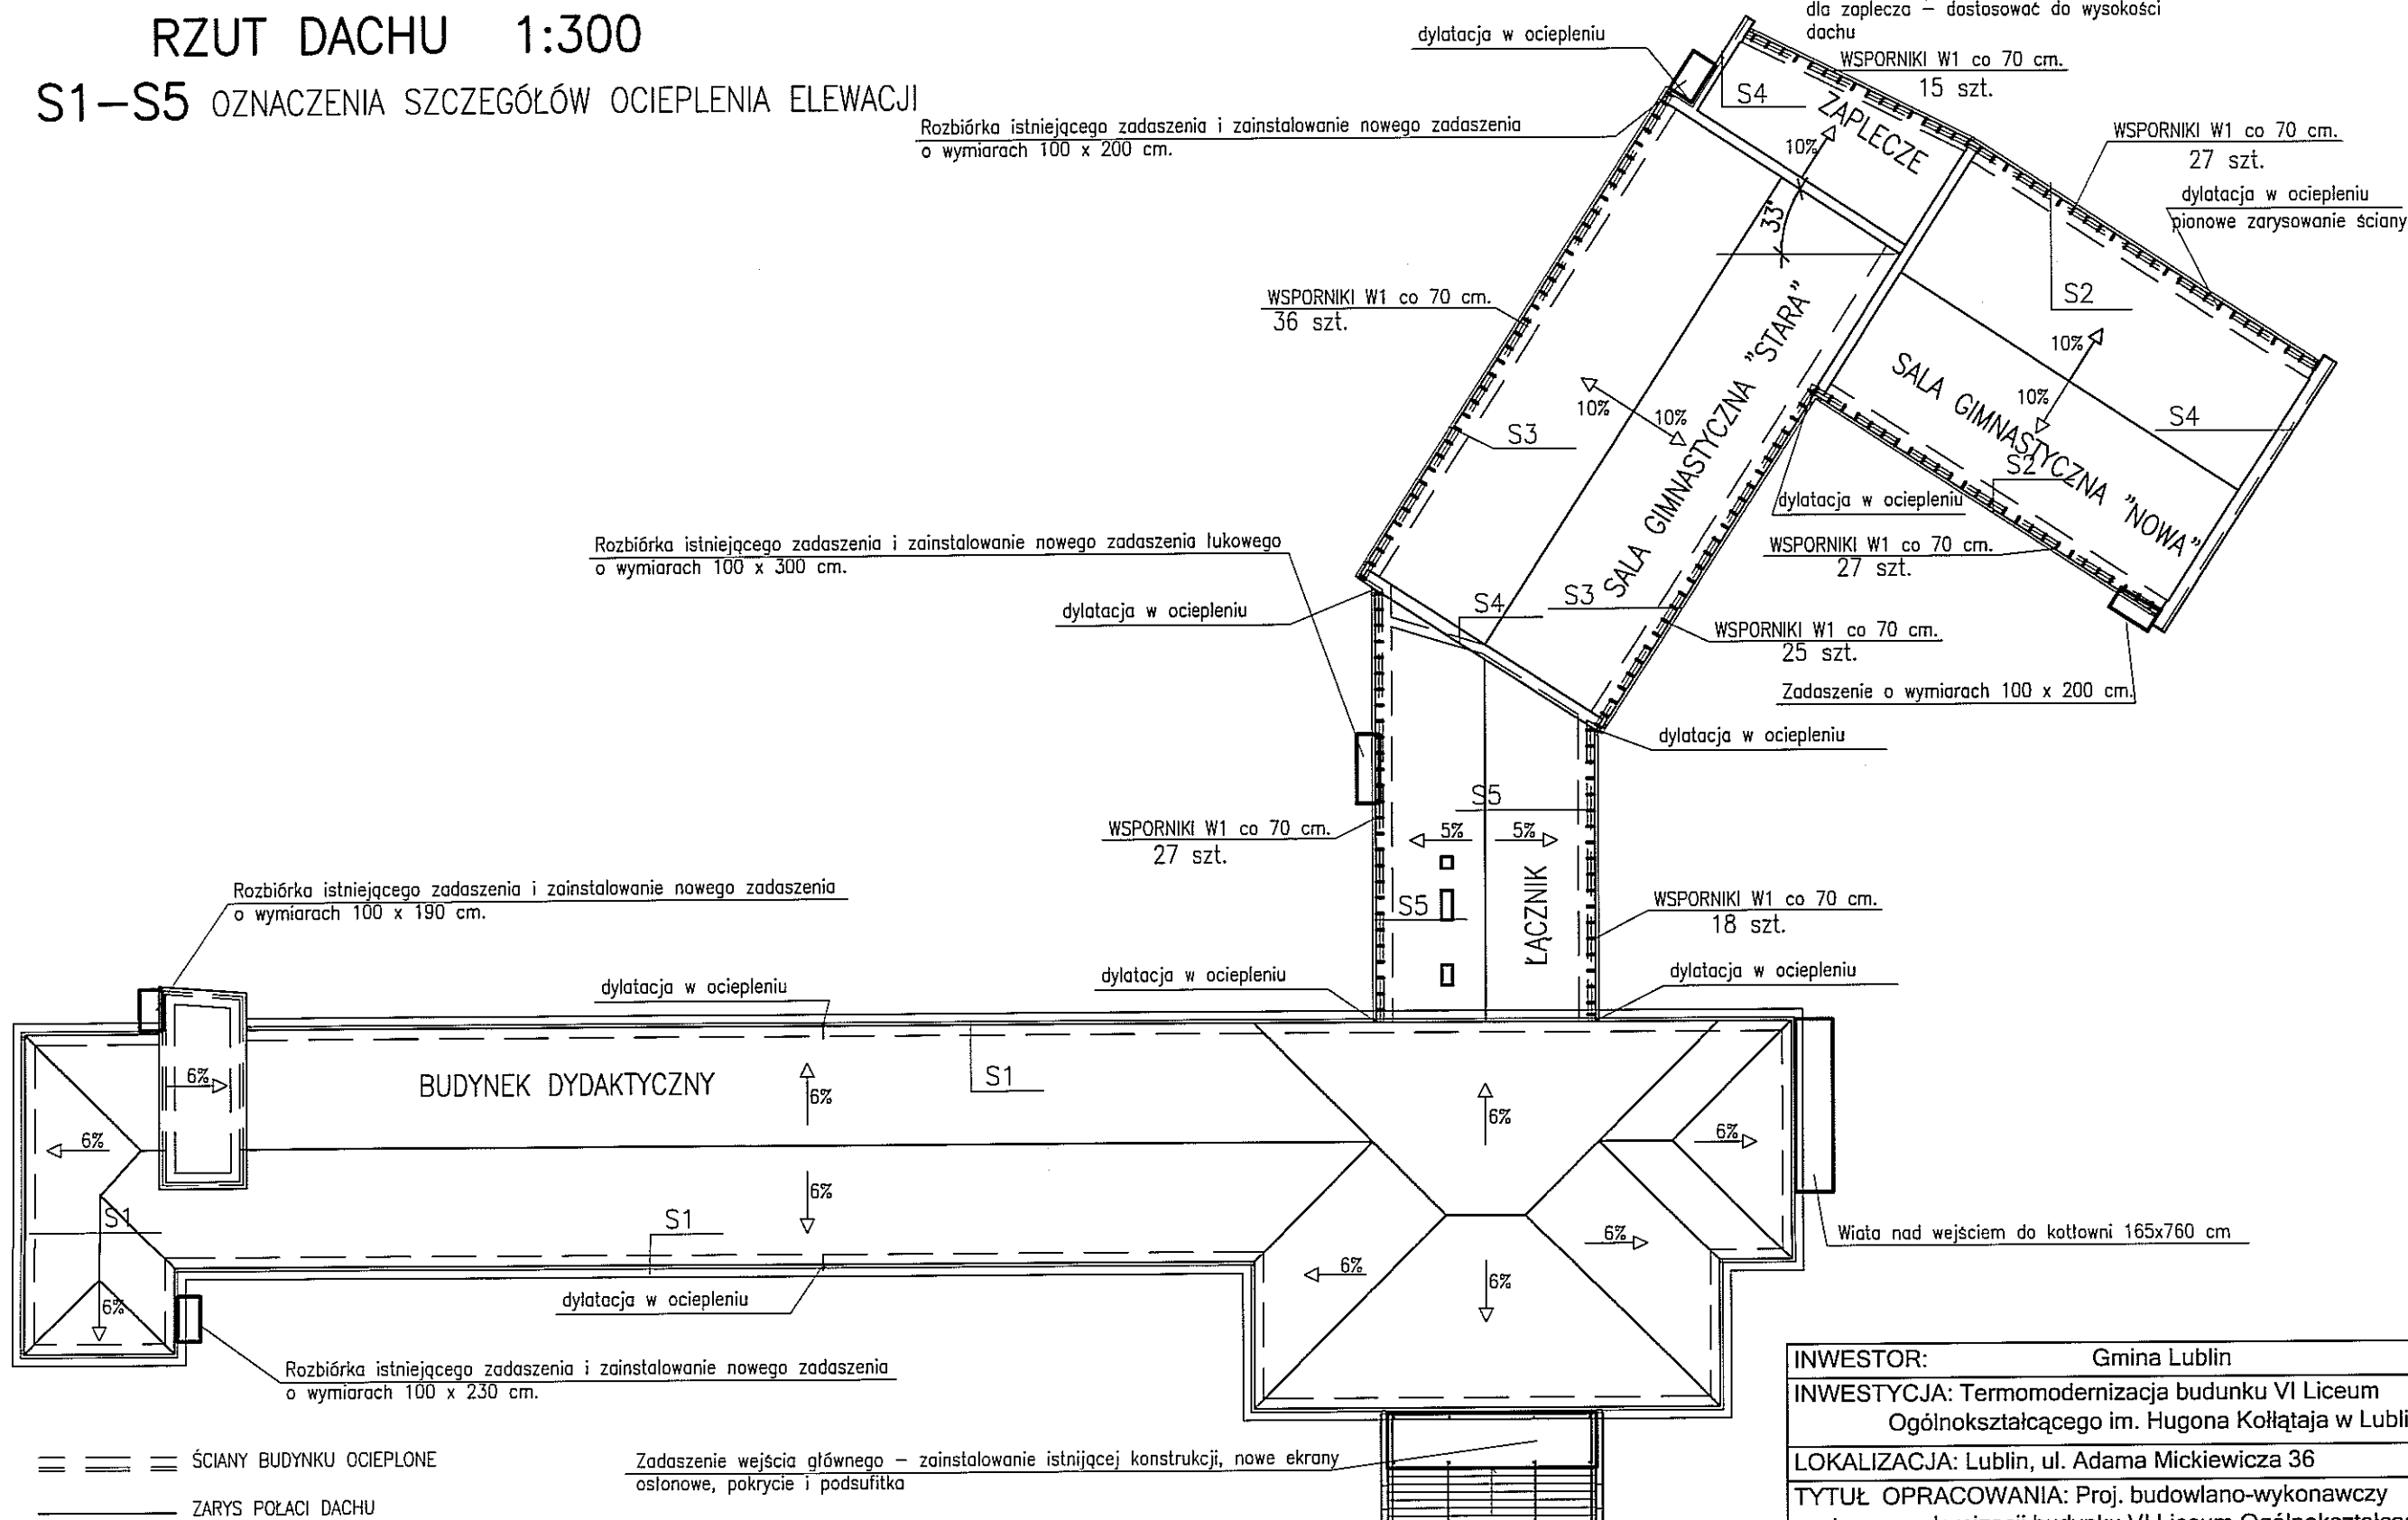 RZUT DACHU 1:300
S1-S5 OZNACZENIA SZCZEGÓŁÓW OCIEPLENIA ELEWACJI
dla zaplecza – dostosować do wysokości
dachu
dylatacja w ociepleniu
WSPORNIKI W1 co 70 cm.
15 szt.
S4
ZAPLECZE
Rozbiórka istniejącego zadaszenia i zainstalowanie nowego zadaszenia
o wymiarach 100 x 200 cm.
10%
WSPORNIKI W1 co 70 cm.
27 szt.
dylatacja w ociepleniu
pionowe zarysowanie ściany
33°
S2
WSPORNIKI W1 co 70 cm.
36 szt.
10%
10%
SALA GIMNASTYCZNA "NOWA"
S4
S2
10%
10%
S3
SALA GIMNASTYCZNA "STARA"
dylatacja w ociepleniu
WSPORNIKI W1 co 70 cm.
27 szt.
Rozbiórka istniejącego zadaszenia i zainstalowanie nowego zadaszenia łukowego
o wymiarach 100 x 300 cm.
dylatacja w ociepleniu
S4
S3
WSPORNIKI W1 co 70 cm.
25 szt.
Zadaszenie o wymiarach 100 x 200 cm.
dylatacja w ociepleniu
S5
WSPORNIKI W1 co 70 cm.
27 szt.
5%
5%
ŁĄCZNIK
S5
WSPORNIKI W1 co 70 cm.
18 szt.
Rozbiórka istniejącego zadaszenia i zainstalowanie nowego zadaszenia
o wymiarach 100 x 190 cm.
dylatacja w ociepleniu
dylatacja w ociepleniu
dylatacja w ociepleniu
6%
BUDYNEK DYDAKTYCZNY
6%
S1
6%
6%
6%
6%
S1
S1
6%
6%
6%
6%
Wiata nad wejściem do kotłowni 165x760 cm
dylatacja w ociepleniu
Rozbiórka istniejącego zadaszenia i zainstalowanie nowego zadaszenia
o wymiarach 100 x 230 cm.
ŚCIANY BUDYNKU OCIEPLONE
ZARYS POŁACI DACHU
Zadaszenie wejścia głównego – zainstalowanie istnijącej konstrukcji, nowe ekrany
osłonowe, pokrycie i podsufitka
INWESTOR: Gmina Lublin
INWESTYCJA: Termomodernizacja budunku VI Liceum
Ogólnokształcącego im. Hugona Kołłątaja w Lubli
LOKALIZACJA: Lublin, ul. Adama Mickiewicza 36
TYTUŁ OPRACOWANIA: Proj. budowlano-wykonawczy